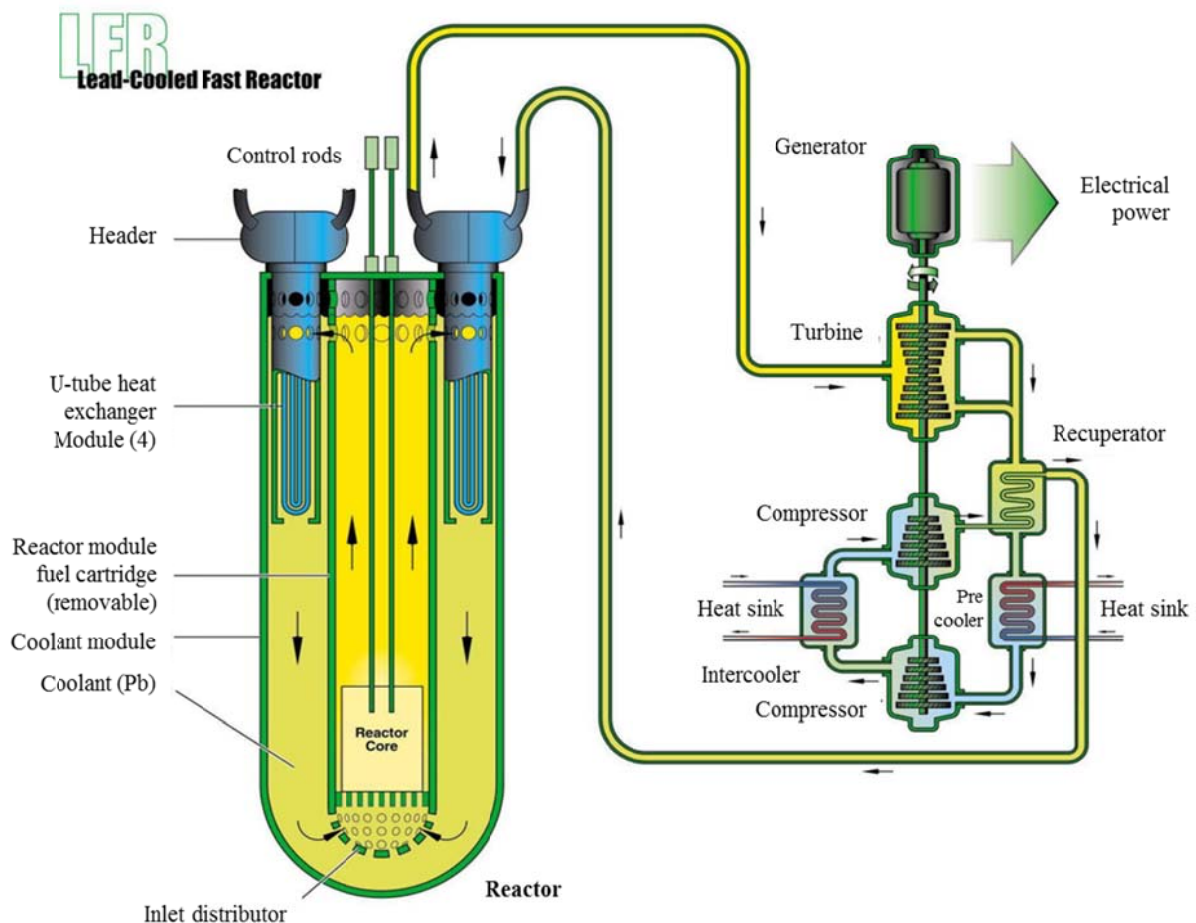 LFR
Lead-Cooled Fast Reactor
Control rods
Header
U-tube heat
exchanger
Module (4)
Reactor module
fuel cartridge
(removable)
Coolant module
Coolant (Pb)
Reactor
Core
Inlet distributor
Reactor
Generator
Electrical
power
Turbine
Recuperator
Compressor
Heat sink
Pre
cooler
Heat sink
Intercooler
Compressor